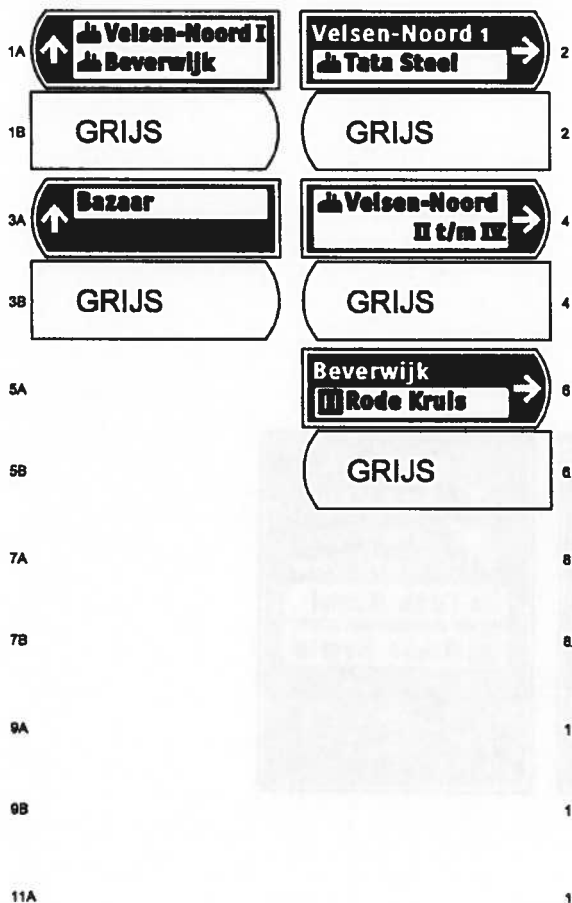 1A
Velsen-Noord I
Beverwijk
Velsen-Noord 1
Tata Steel
2
1B
GRIJS
GRIJS
2
3A
Bazaar
Velsen-Noord
II t/m IV
4
3B
GRIJS
GRIJS
4
5A
Beverwijk
Rode Kruis
6
5B
GRIJS
6
7A
8
7B
8
9A
1
9B
1
11A
1